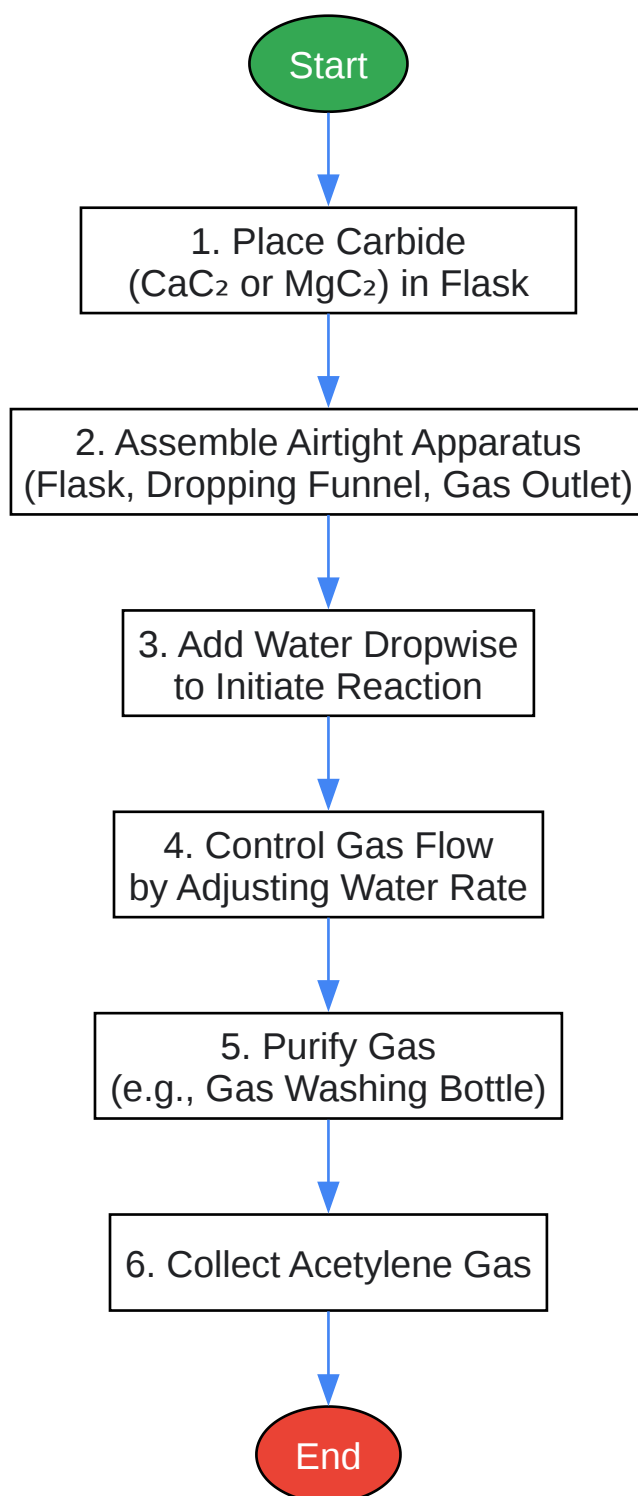 Start
1. Place Carbide
(CaC₂ or MgC₂) in Flask
2. Assemble Airtight Apparatus
(Flask, Dropping Funnel, Gas Outlet)
3. Add Water Dropwise
to Initiate Reaction
4. Control Gas Flow
by Adjusting Water Rate
5. Purify Gas
(e.g., Gas Washing Bottle)
6. Collect Acetylene Gas
End